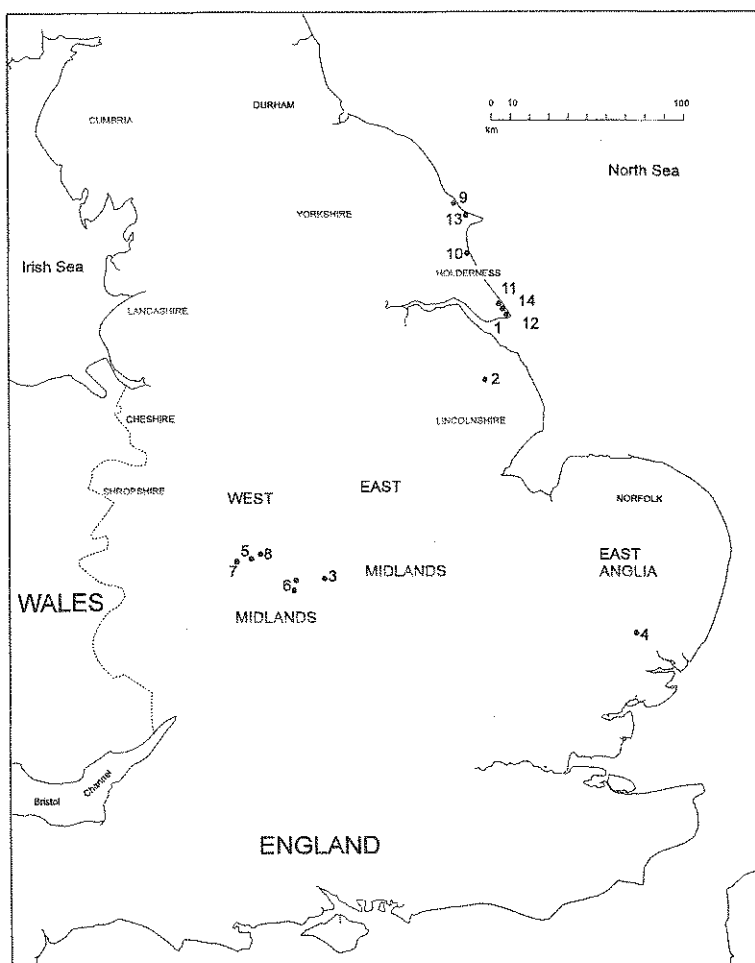 0 10 100
km
DURHAM
CUMBRIA
North Sea
9
YORKSHIRE
13
Irish Sea
10
HOLDERNESS
11
14
LANCASHIRE
1
12
2
CHESHIRE
LINCOLNSHIRE
SHROPSHIRE
WEST
EAST
NORFOLK
5
8
7
EAST
ANGLIA
MIDLANDS
3
6
WALES
MIDLANDS
4
Bristol
Channel
ENGLAND